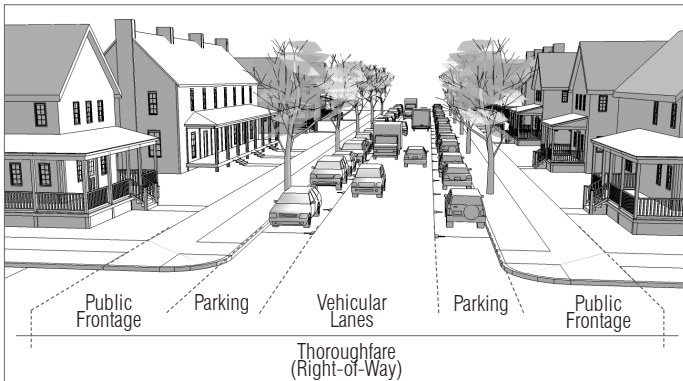 Public
Frontage
Parking
Vehicular
Lanes
Parking
Public
Frontage
Thoroughfare
(Right-of-Way)